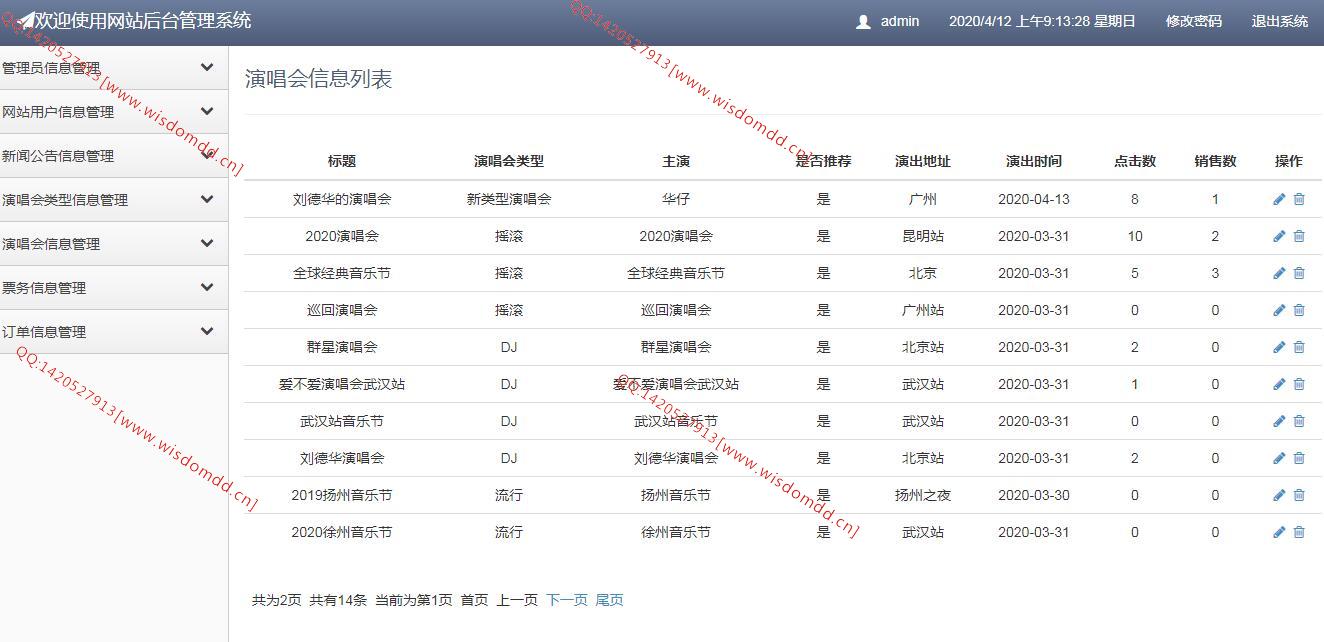 欢迎使用网站后台管理系统
admin 2020/4/12 上午9:13:28 星期日 修改密码 退出系统
管理员信息管理
网站用户信息管理
新闻公告信息管理
演唱会类型信息管理
演唱会信息管理
票务信息管理
订单信息管理
演唱会信息列表
标题 演唱会类型 主演 是否推荐 演出地址 演出时间 点击数 销售数 操作
刘德华的演唱会 新类型演唱会 华仔 是 广州 2020-04-13 8 1
2020演唱会 摇滚 2020演唱会 是 昆明站 2020-03-31 10 2
全球经典音乐节 摇滚 全球经典音乐节 是 北京 2020-03-31 5 3
巡回演唱会 摇滚 巡回演唱会 是 广州站 2020-03-31 0 0
群星演唱会 DJ 群星演唱会 是 北京站 2020-03-31 2 0
爱不爱演唱会武汉站 DJ 爱不爱演唱会武汉站 是 武汉站 2020-03-31 1 0
武汉站音乐节 DJ 武汉站音乐节 是 武汉站 2020-03-31 0 0
刘德华演唱会 DJ 刘德华演唱会 是 北京站 2020-03-31 2 0
2019扬州音乐节 流行 扬州音乐节 是 扬州之夜 2020-03-30 0 0
2020徐州音乐节 流行 徐州音乐节 是 武汉站 2020-03-31 0 0
共为2页 共有14条 当前为第1页 首页 上一页 下一页 尾页
QQ:1420527913[www.wisdomdd.cn]
QQ:1420527913[www.wisdomdd.cn]
QQ:1420527913[www.wisdomdd.cn]
QQ:1420527913[www.wisdomdd.cn]